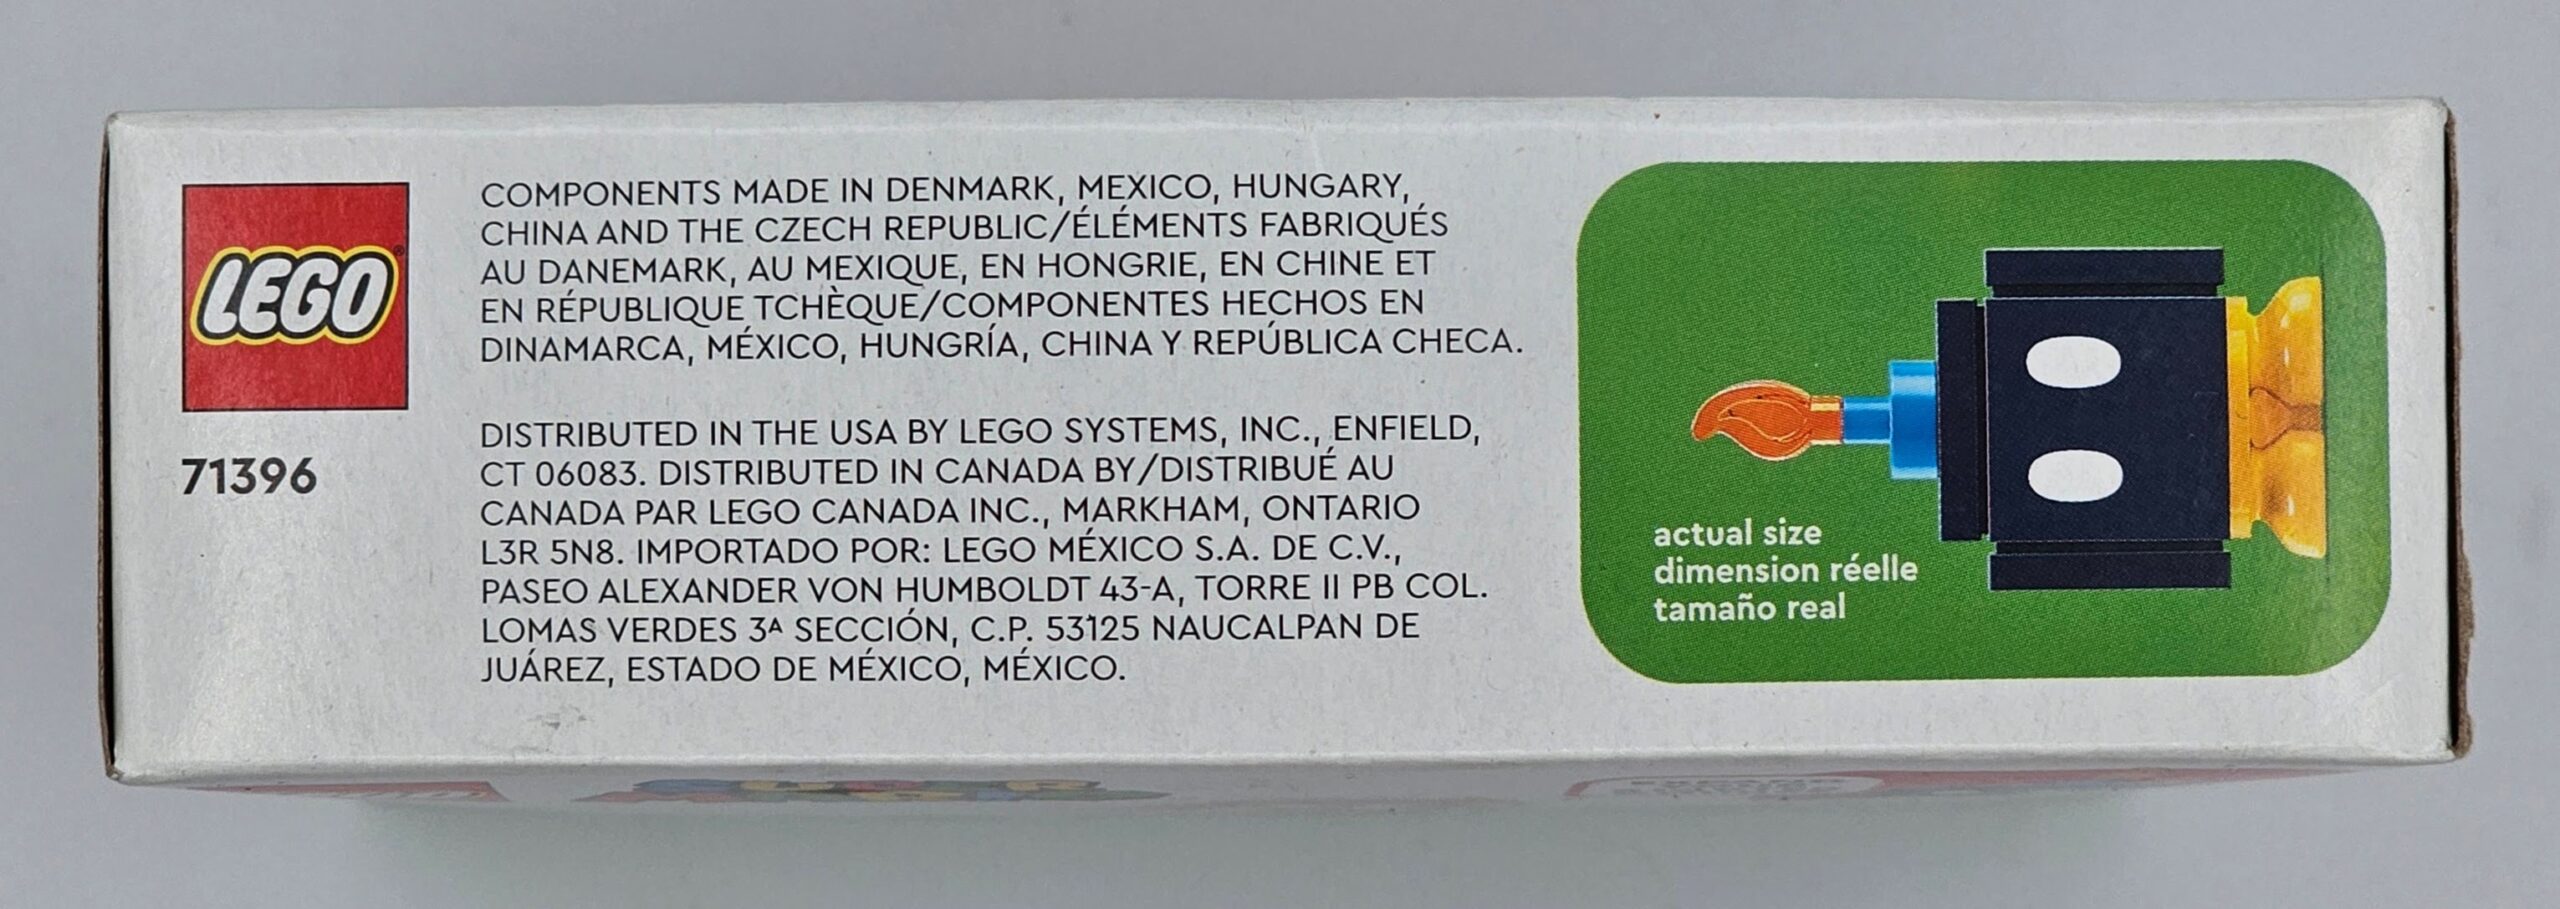 LEGO®
71396
COMPONENTS MADE IN DENMARK, MEXICO, HUNGARY,
CHINA AND THE CZECH REPUBLIC/ÉLÉMENTS FABRIQUÉS
AU DANEMARK, AU MEXIQUE, EN HONGRIE, EN CHINE ET
EN RÉPUBLIQUE TCHÈQUE/COMPONENTES HECHOS EN
DINAMARCA, MÉXICO, HUNGRÍA, CHINA Y REPÚBLICA CHECA.
DISTRIBUTED IN THE USA BY LEGO SYSTEMS, INC., ENFIELD,
CT 06083. DISTRIBUTED IN CANADA BY/DISTRIBUÉ AU
CANADA PAR LEGO CANADA INC., MARKHAM, ONTARIO
L3R 5N8. IMPORTADO POR: LEGO MÉXICO S.A. DE C.V.,
PASEO ALEXANDER VON HUMBOLDT 43-A, TORRE II PB COL.
LOMAS VERDES 3ᴬ SECCIÓN, C.P. 53125 NAUCALPAN DE
JUÁREZ, ESTADO DE MÉXICO, MÉXICO.
actual size
dimension réelle
tamaño real